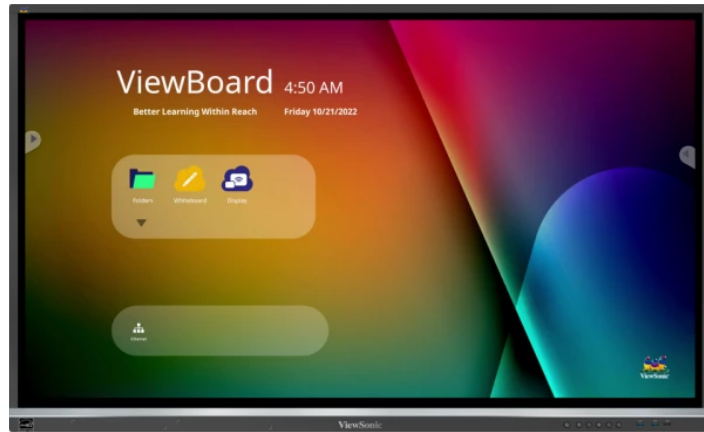 ViewBoard 4:50 AM
Better Learning Within Reach Friday 10/21/2022
Folders Whiteboard Display
Ethernet
ViewSonic
ViewSonic